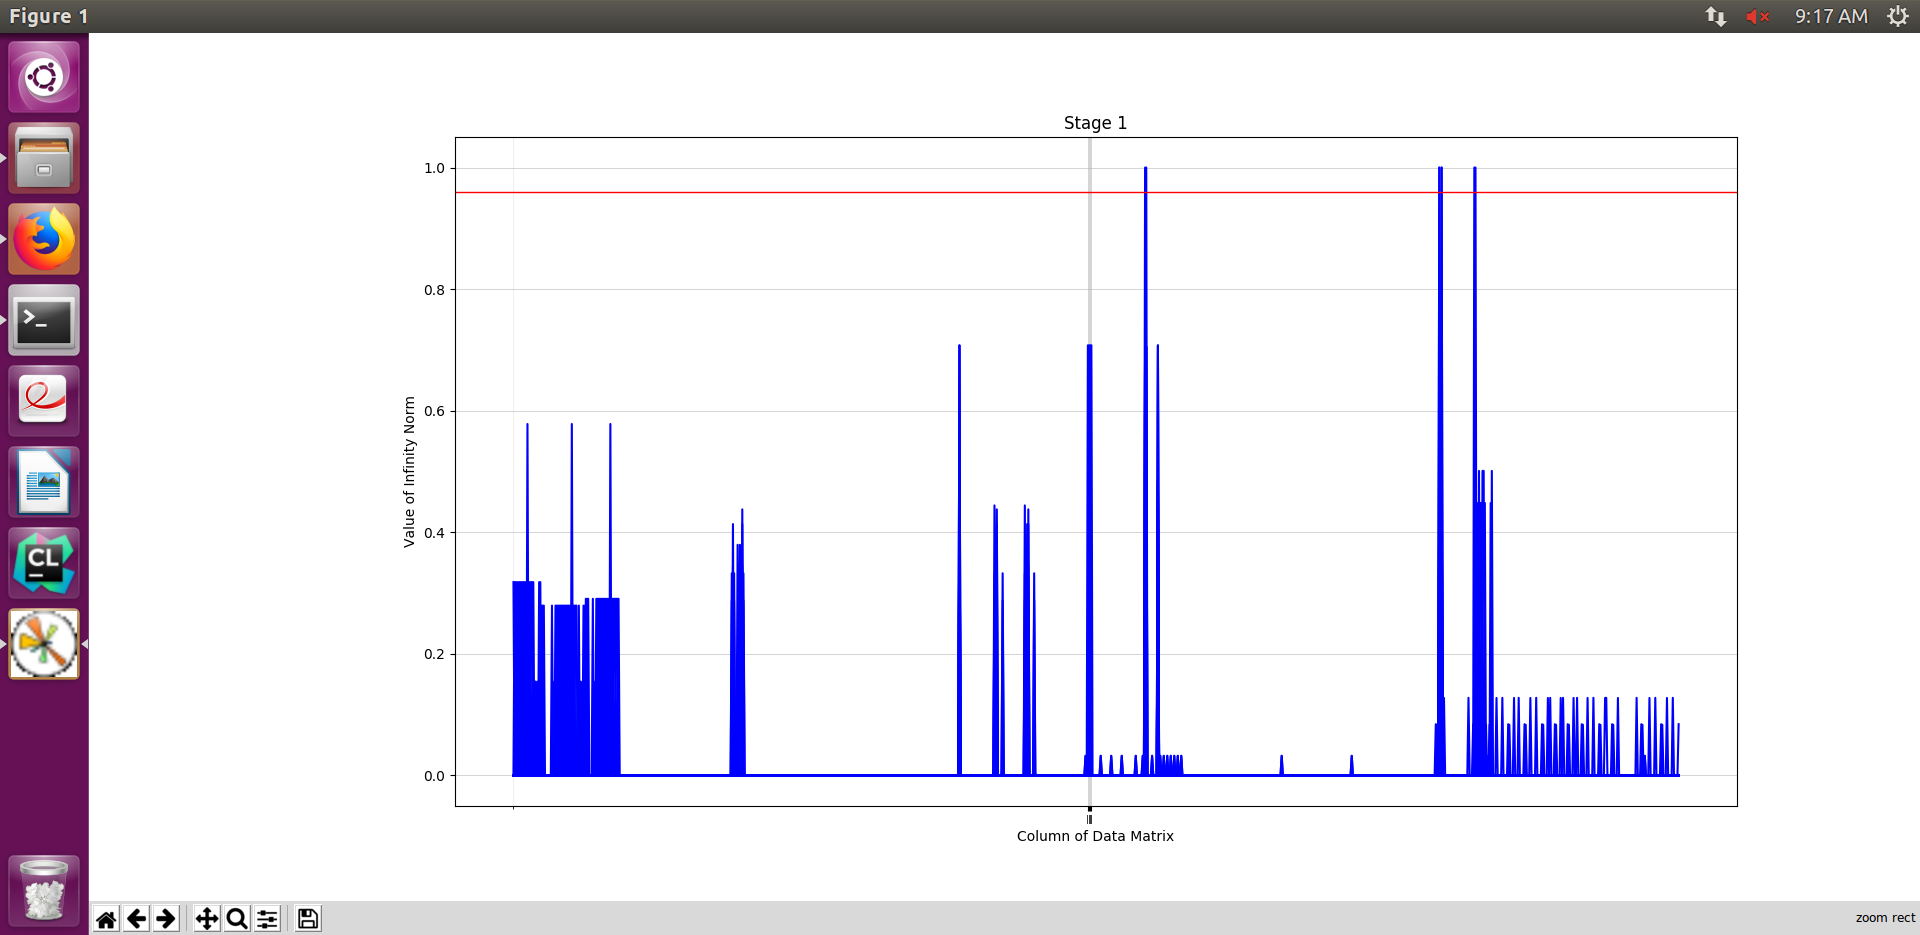 Figure 1
9:17 AM
Stage 1
1.0
0.8
0.6
0.4
0.2
0.0
Value of Infinity Norm
Column of Data Matrix
CL
>_
zoom rect